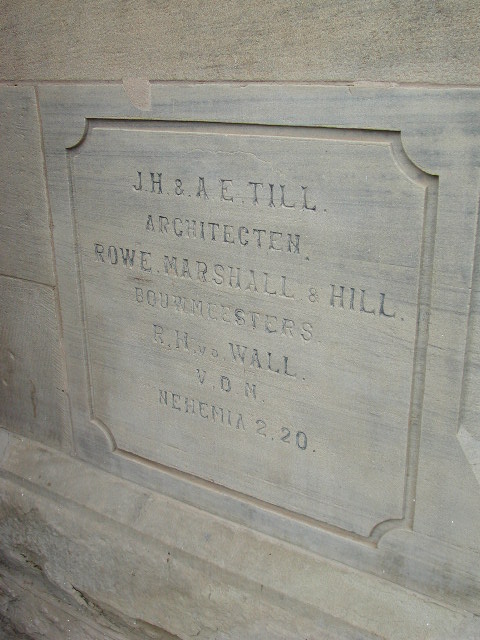 J.H. & A.E. TILL.
ARCHITECTEN.
ROWE. MARSHALL & HILL.
BOUWMEESTERS.
R.H. v.d. WALL.
V.D.N.
NEHEMIA 2.20.